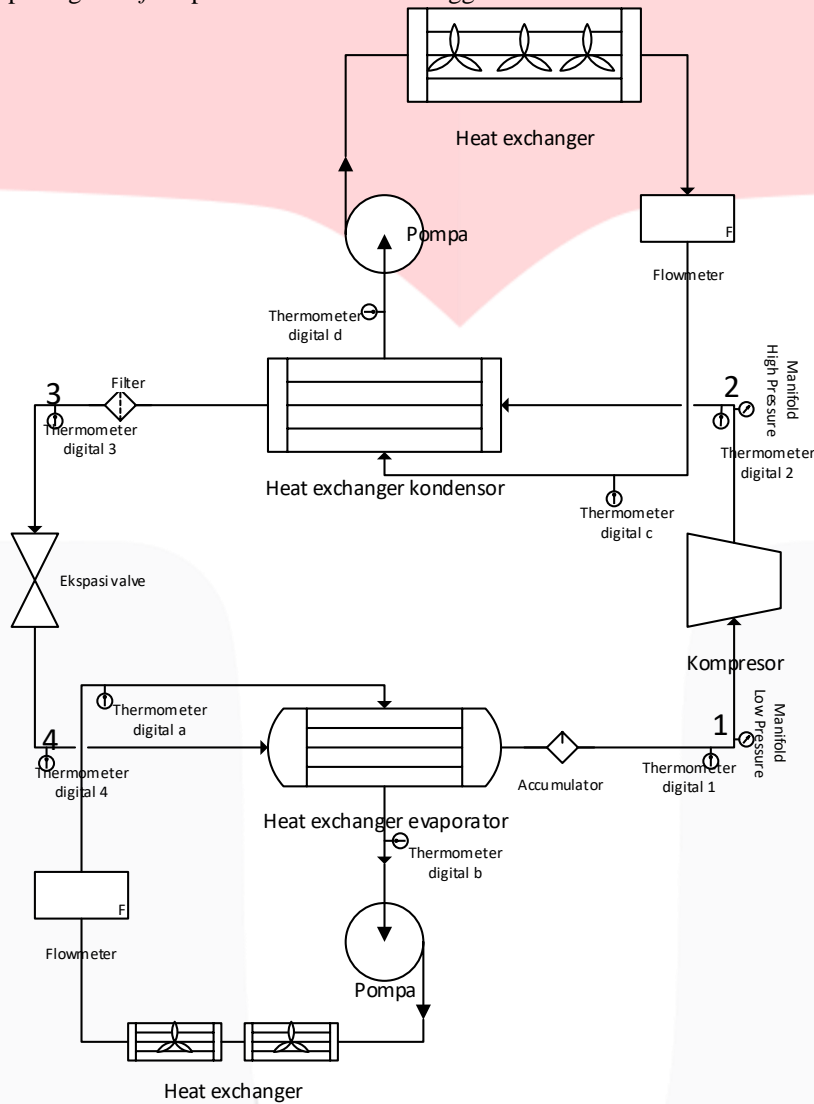 Heat exchanger
Pompa
F
Flowmeter
Thermometer
digital d
Manifold
High Pressure
3
Filter
2
Thermometer
digital 3
Thermometer
digital 2
Heat exchanger kondensor
Thermometer
digital c
Ekspasi valve
Kompresor
Thermometer
digital a
Manifold
Low Pressure
4
1
Thermometer
digital 4
Thermometer
digital 1
Accumulator
Heat exchanger evaporator
Thermometer
digital b
F
Flowmeter
Pompa
Heat exchanger